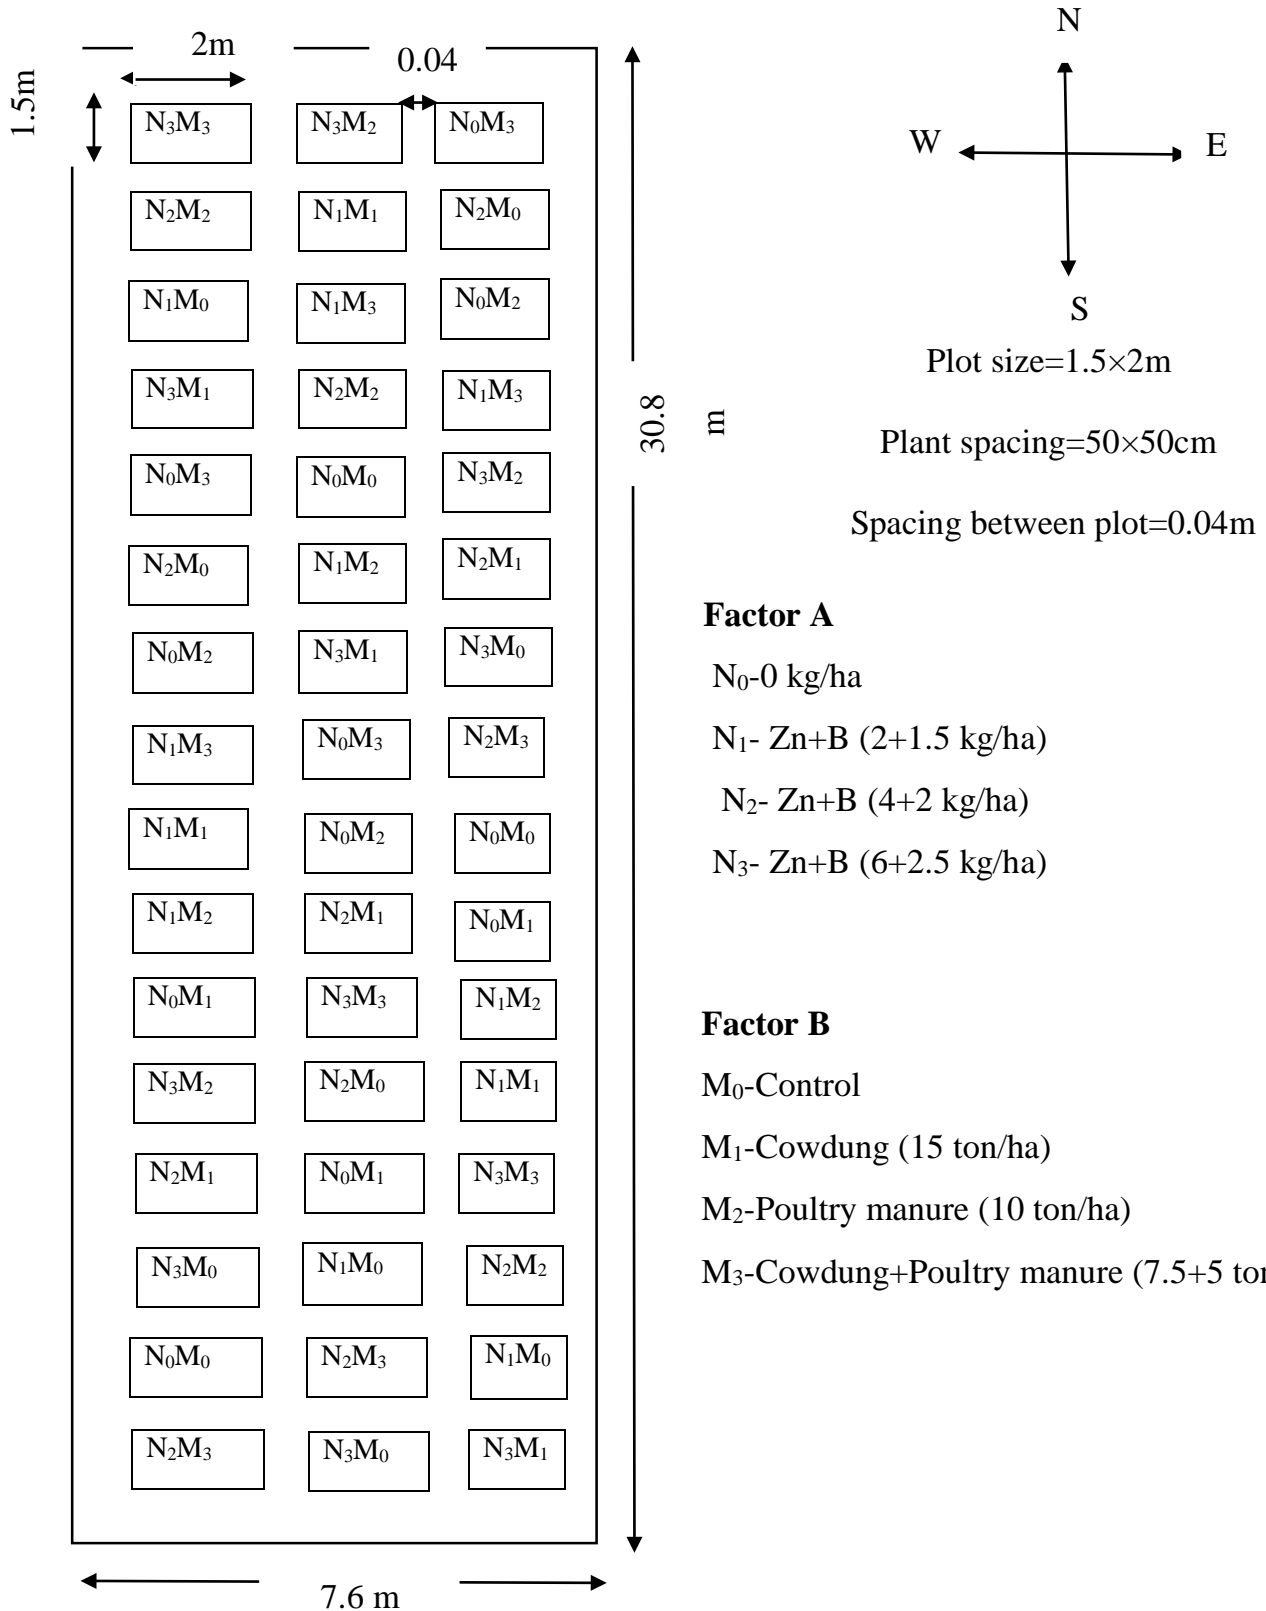 2m
0.04
1.5m
N
W
E
S
N₃M₃ N₃M₂ N₀M₃
N₂M₂ N₁M₁ N₂M₀
N₁M₀ N₁M₃ N₀M₂
N₃M₁ N₂M₂ N₁M₃
N₀M₃ N₀M₀ N₃M₂
N₂M₀ N₁M₂ N₂M₁
N₀M₂ N₃M₁ N₃M₀
N₁M₃ N₀M₃ N₂M₃
N₁M₁ N₀M₂ N₀M₀
N₁M₂ N₂M₁ N₀M₁
N₀M₁ N₃M₃ N₁M₂
N₃M₂ N₂M₀ N₁M₁
N₂M₁ N₀M₁ N₃M₃
N₃M₀ N₁M₀ N₂M₂
N₀M₀ N₂M₃ N₁M₀
N₂M₃ N₃M₀ N₃M₁
30.8
m
7.6 m
Plot size=1.5×2m
Plant spacing=50×50cm
Spacing between plot=0.04m
Factor A
N₀-0 kg/ha
N₁- Zn+B (2+1.5 kg/ha)
N₂- Zn+B (4+2 kg/ha)
N₃- Zn+B (6+2.5 kg/ha)
Factor B
M₀-Control
M₁-Cowdung (15 ton/ha)
M₂-Poultry manure (10 ton/ha)
M₃-Cowdung+Poultry manure (7.5+5